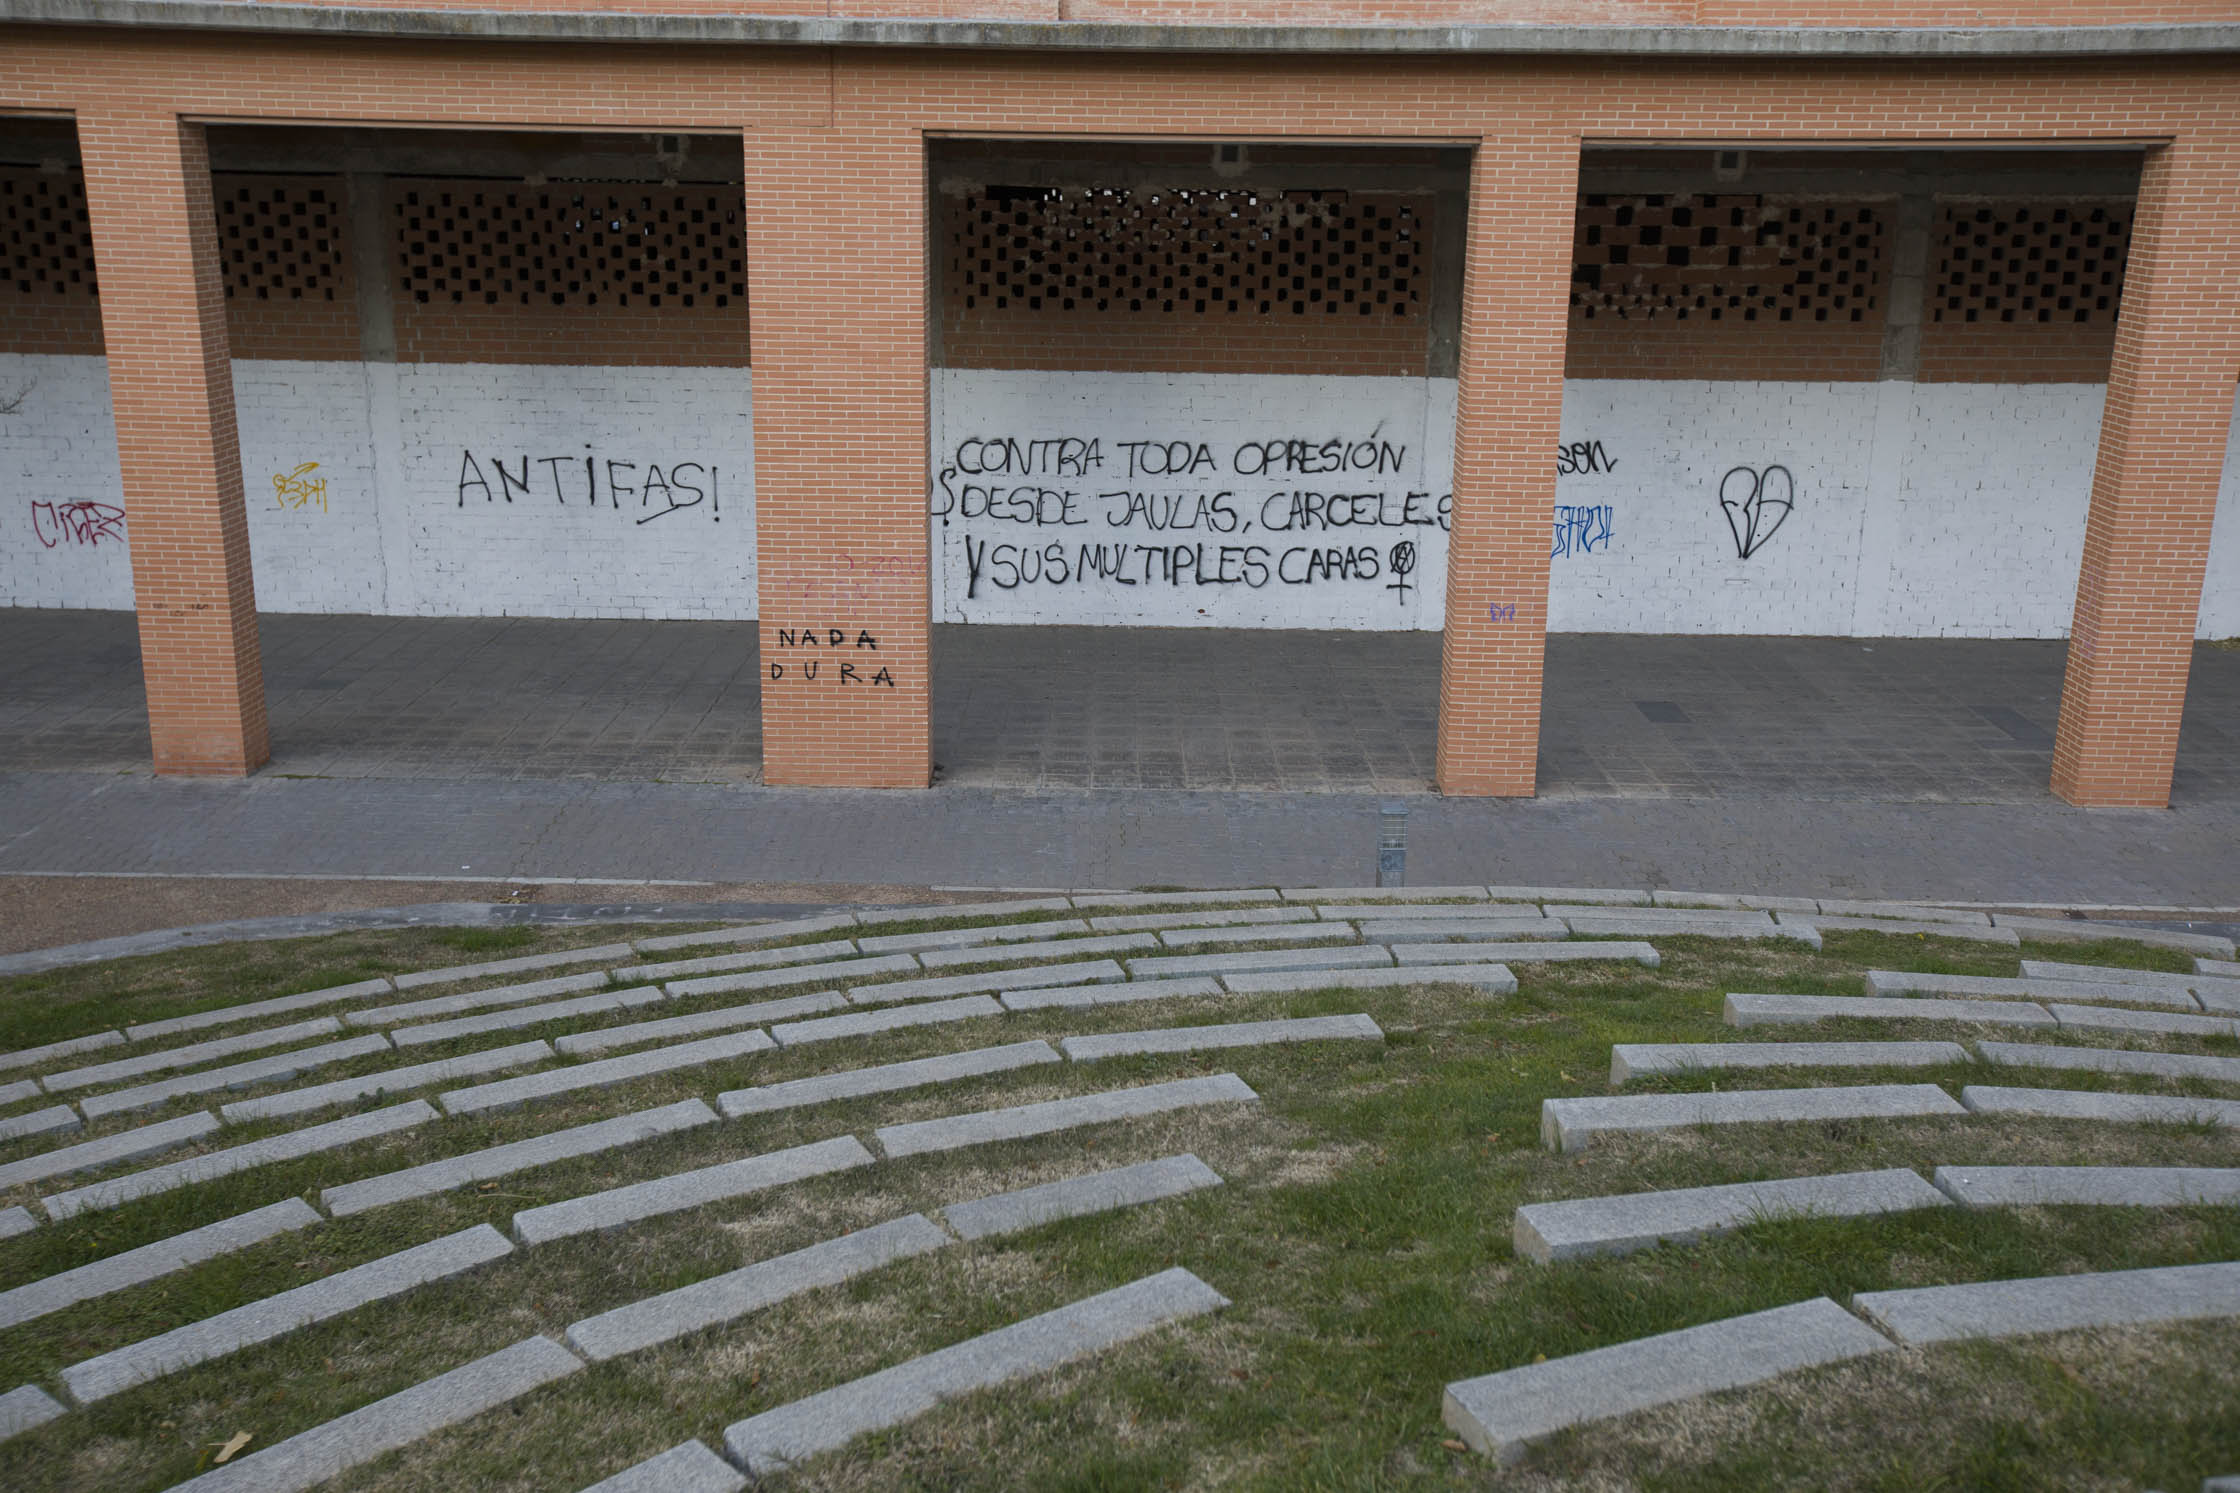 ANTIFAS!
CONTRA TODA OPRESIÓN
DESDE JAULAS, CARCELES
Y SUS MULTIPLES CARAS
NADA
DURA